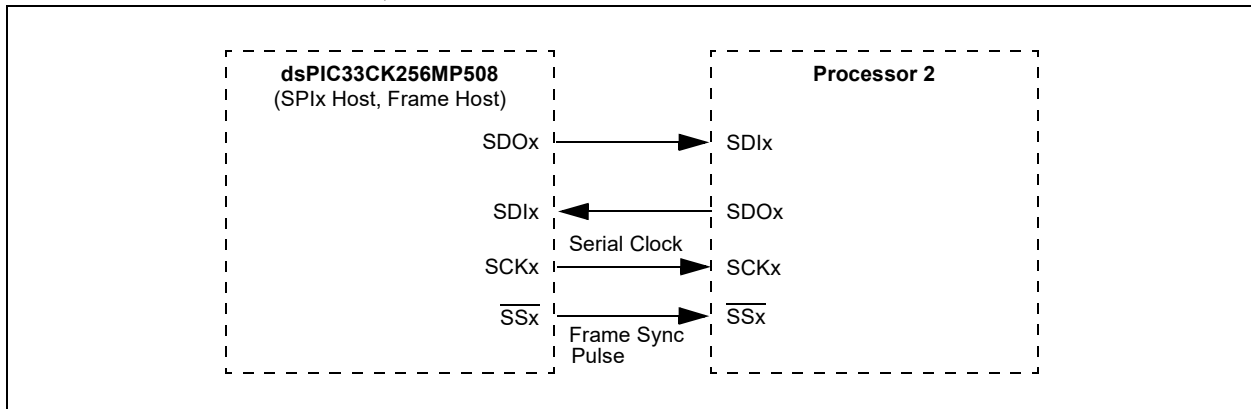 dsPIC33CK256MP508
(SPIx Host, Frame Host)
Processor 2
SDOx
SDIx
SDIx
SDOx
Serial Clock
SCKx
SCKx
SSx
SSx
Frame Sync
Pulse